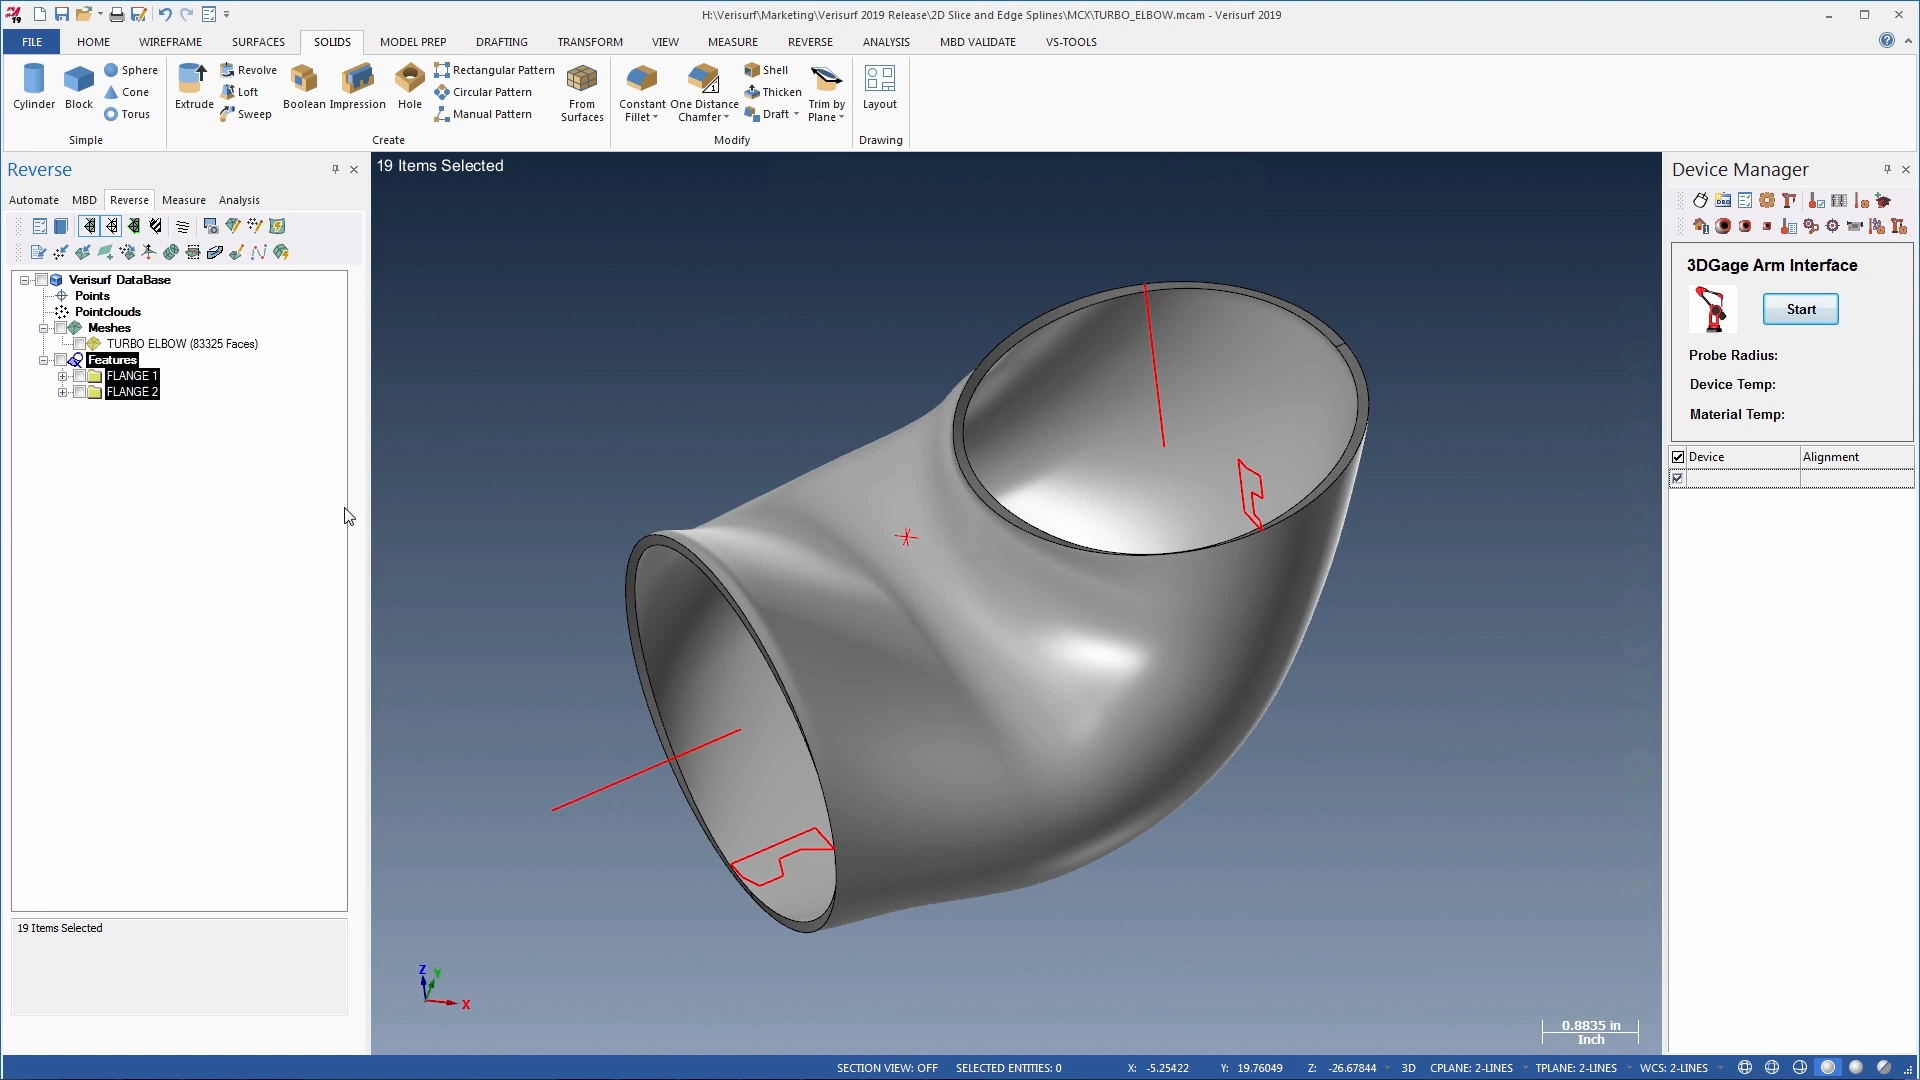 H:\Verisurf\Marketing\Verisurf 2019 Release\2D Slice and Edge Splines\MCX\TURBO_ELBOW.mcam - Verisurf 2019
FILE HOME WIREFRAME SURFACES SOLIDS MODEL PREP DRAFTING TRANSFORM VIEW MEASURE REVERSE ANALYSIS MBD VALIDATE VS-TOOLS
Cylinder Block Sphere Cone Torus
Simple
Extrude Revolve Loft Sweep Boolean Impression Hole Rectangular Pattern Circular Pattern Manual Pattern From Surfaces
Create
Constant Fillet One Distance Chamfer Shell Thicken Draft Trim by Plane
Modify
Layout
Drawing
Reverse
Automate MBD Reverse Measure Analysis
Verisurf DataBase
Points
Pointclouds
Meshes
TURBO ELBOW (83325 Faces)
Features
FLANGE 1
FLANGE 2
19 Items Selected
19 Items Selected
Z Y X
0.8835 in
Inch
Device Manager
3DGage Arm Interface
Start
Probe Radius:
Device Temp:
Material Temp:
Device Alignment
SECTION VIEW: OFF SELECTED ENTITIES: 0 X: -5.25422 Y: 19.76049 Z: -26.67844 3D CPLANE: 2-LINES TPLANE: 2-LINES WCS: 2-LINES